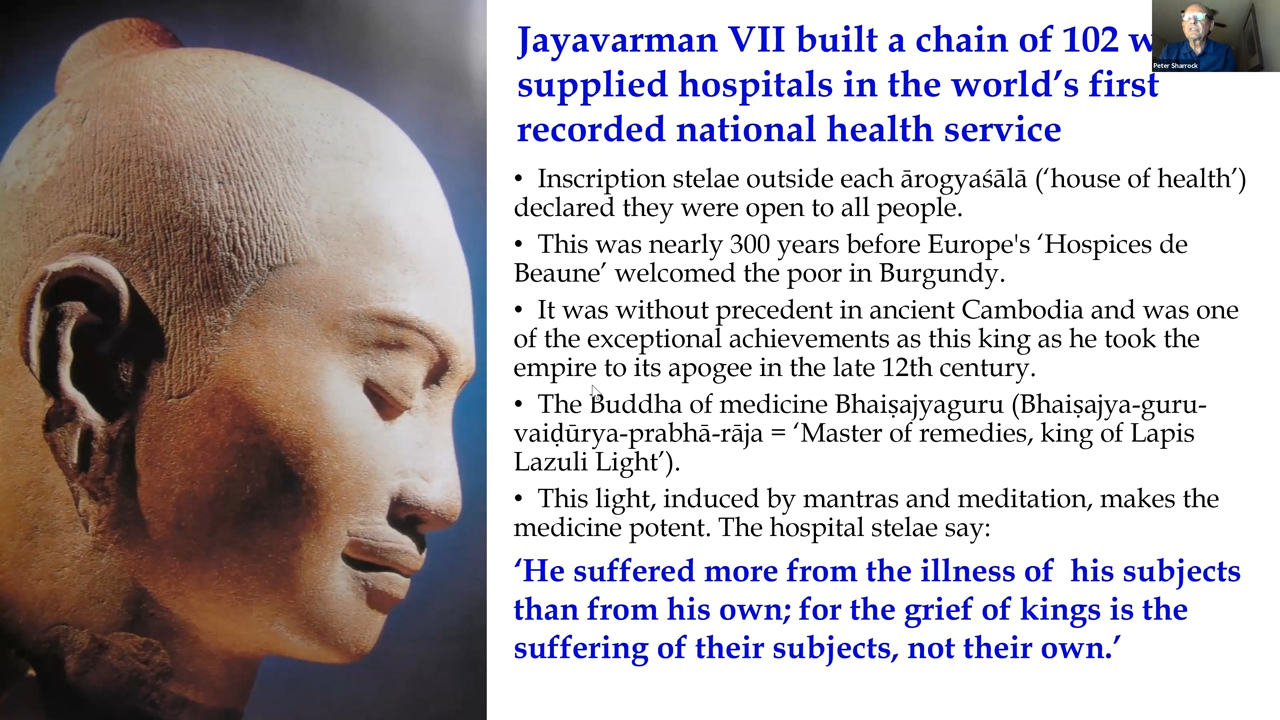 Jayavarman VII built a chain of 102
supplied hospitals in the world’s first
recorded national health service
• Inscription stelae outside each ārogyaśālā (‘house of health’)
declared they were open to all people.
• This was nearly 300 years before Europe's ‘Hospices de
Beaune’ welcomed the poor in Burgundy.
• It was without precedent in ancient Cambodia and was one
of the exceptional achievements as this king as he took the
empire to its apogee in the late 12th century.
• The Buddha of medicine Bhaiṣajyaguru (Bhaiṣajya-guru-
vaiḍūrya-prabhā-rāja = ‘Master of remedies, king of Lapis
Lazuli Light’).
• This light, induced by mantras and meditation, makes the
medicine potent. The hospital stelae say:
‘He suffered more from the illness of his subjects
than from his own; for the grief of kings is the
suffering of their subjects, not their own.’
Peter Sharrock